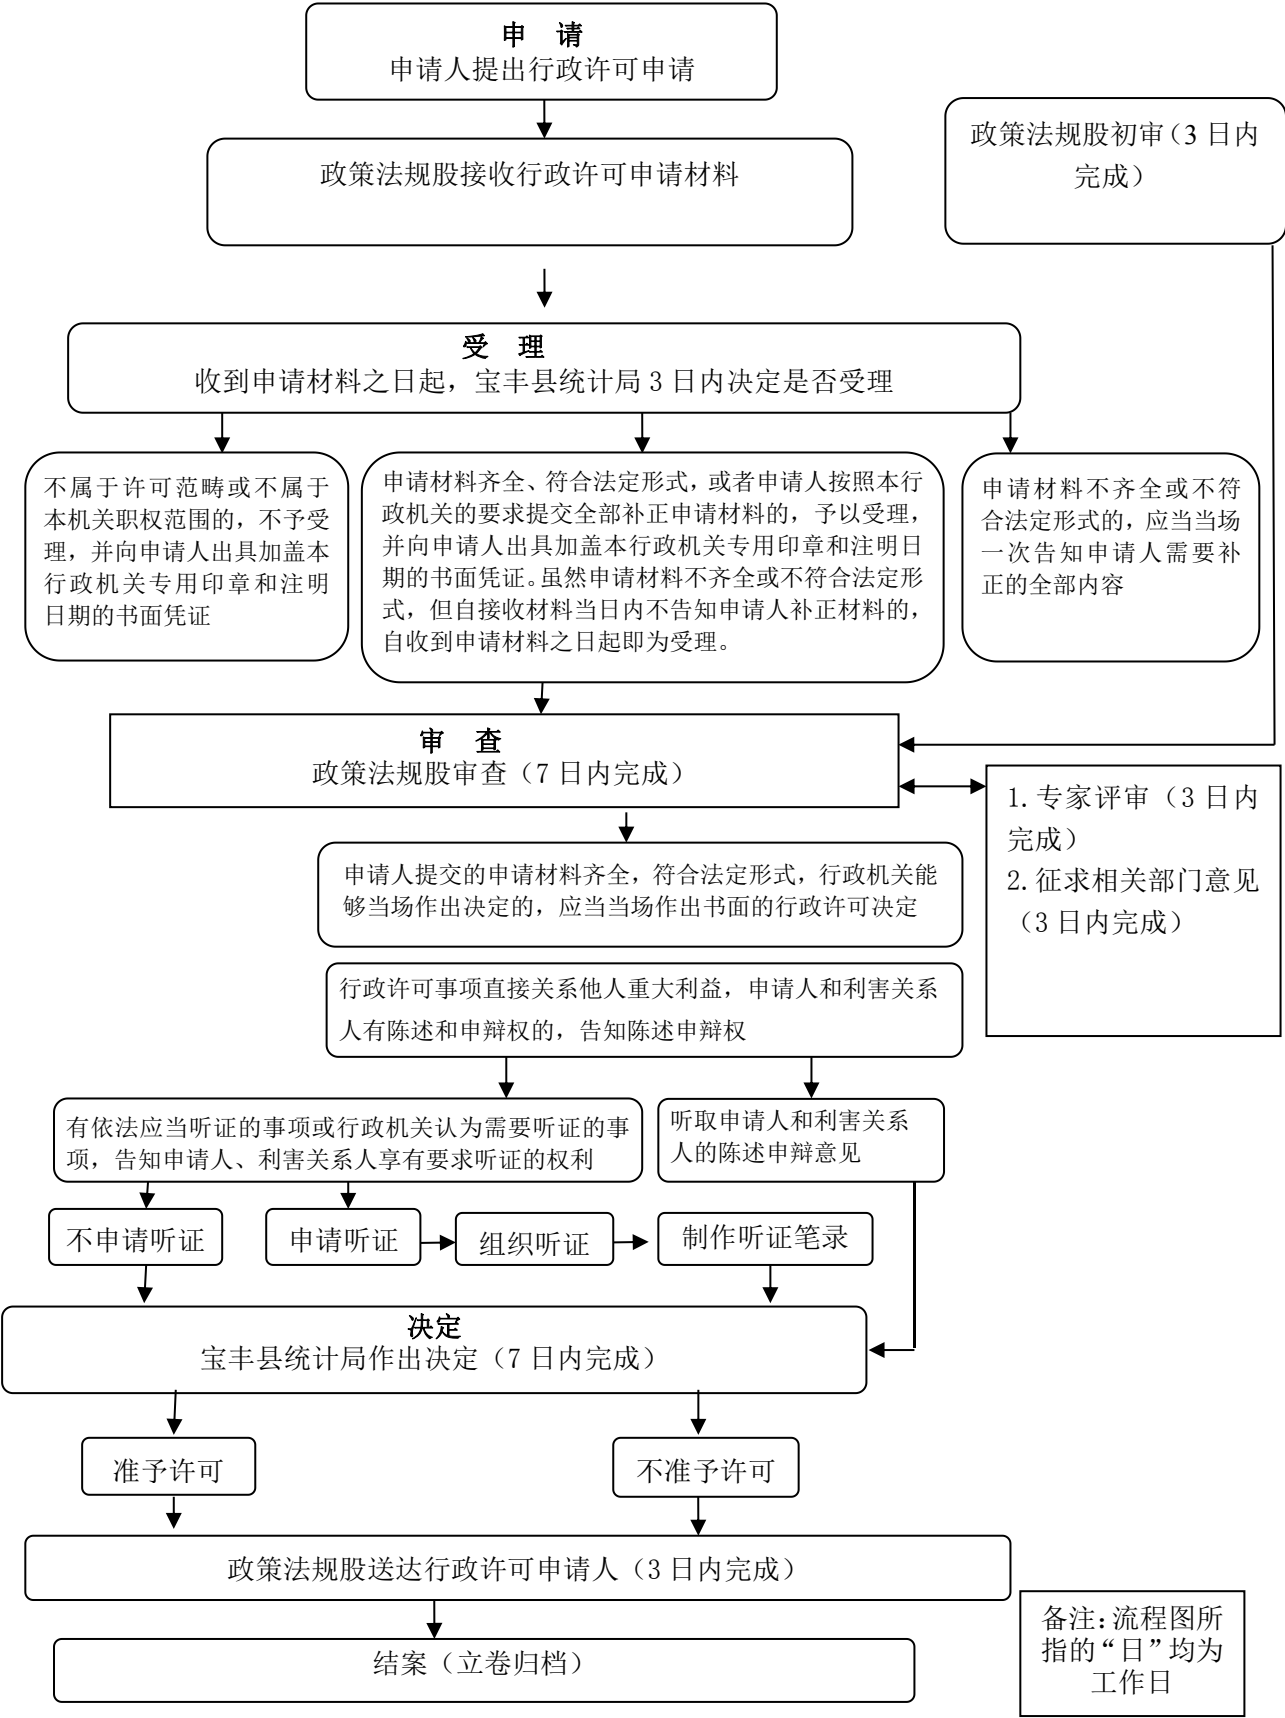 申 请
申请人提出行政许可申请
政策法规股接收行政许可申请材料
政策法规股初审(3 日内
完成)
受 理
收到申请材料之日起，宝丰县统计局 3 日内决定是否受理
不属于许可范畴或不属于
本机关职权范围的，不予受
理，并向申请人出具加盖本
行政机关专用印章和注明
日期的书面凭证
申请材料齐全、符合法定形式，或者申请人按照本行
政机关的要求提交全部补正申请材料的，予以受理，
并向申请人出具加盖本行政机关专用印章和注明日
期的书面凭证。虽然申请材料不齐全或不符合法定形
式，但自接收材料当日内不告知申请人补正材料的，
自收到申请材料之日起即为受理。
申请材料不齐全或不符
合法定形式的，应当当场
一次告知申请人需要补
正的全部内容
审 查
政策法规股审查（7 日内完成）
1. 专家评审（3 日内
完成）
2. 征求相关部门意见
（3 日内完成）
申请人提交的申请材料齐全，符合法定形式，行政机关能
够当场作出决定的，应当当场作出书面的行政许可决定
行政许可事项直接关系他人重大利益，申请人和利害关系
人有陈述和申辩权的，告知陈述申辩权
有依法应当听证的事项或行政机关认为需要听证的事
项，告知申请人、利害关系人享有要求听证的权利
听取申请人和利害关系
人的陈述申辩意见
不申请听证
申请听证
组织听证
制作听证笔录
决定
宝丰县统计局作出决定（7 日内完成）
准予许可
不准予许可
政策法规股送达行政许可申请人（3 日内完成）
结案（立卷归档）
备注：流程图所
指的“日”均为
工作日